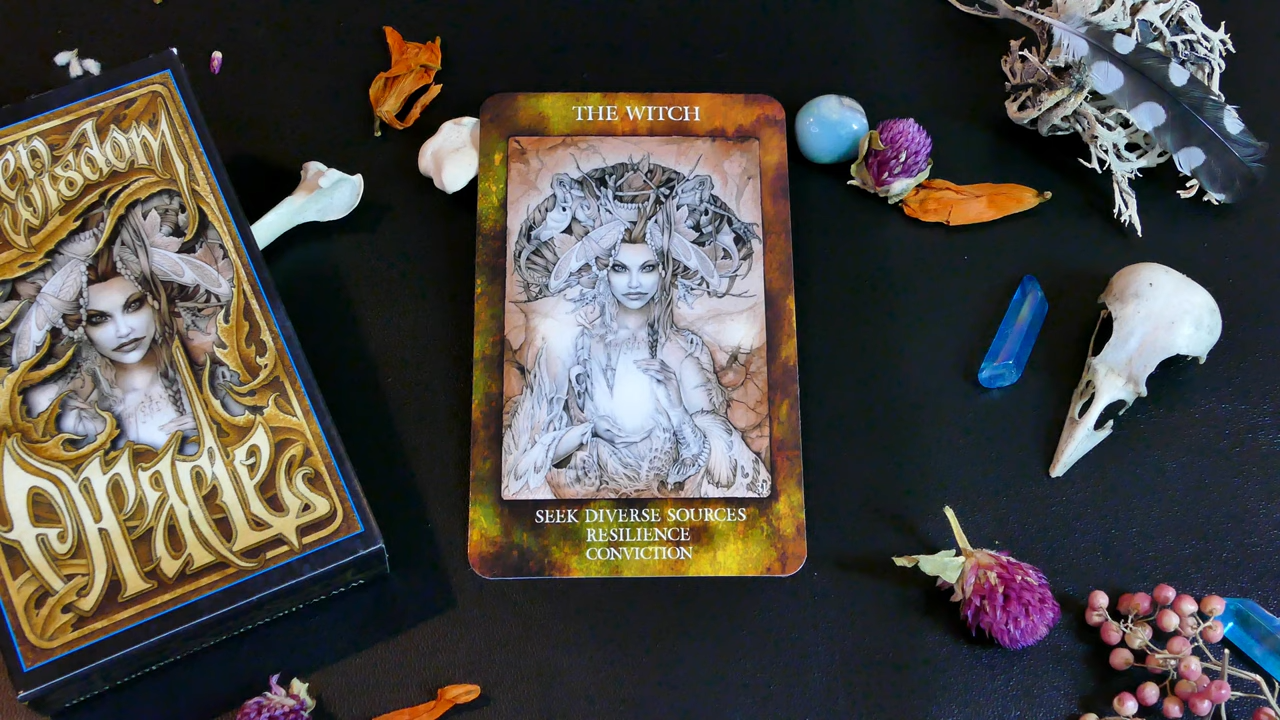 wisdom
Oracle
THE WITCH
SEEK DIVERSE SOURCES
RESILIENCE
CONVICTION